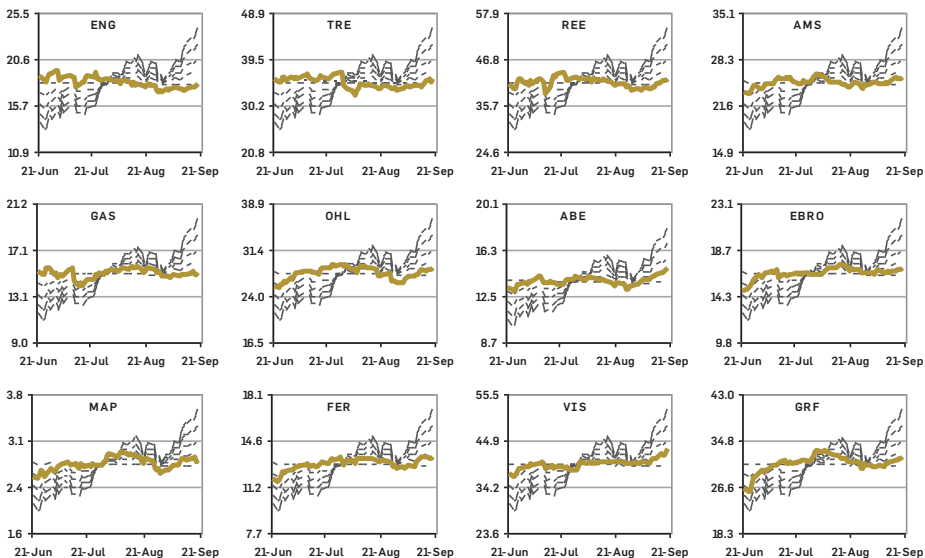 25.5 ENG 48.9 TRE 57.9 REE 35.1 AMS
20.6 39.5 46.8 28.3
15.7 30.2 35.7 21.6
10.9 20.8 24.6 14.9
21-Jun 21-Jul 21-Aug 21-Sep 21-Jun 21-Jul 21-Aug 21-Sep 21-Jun 21-Jul 21-Aug 21-Sep 21-Jun 21-Jul 21-Aug 21-Sep
21.2 GAS 38.9 OHL 20.1 ABE 23.1 EBRO
17.1 31.4 16.3 18.7
13.1 24.0 12.5 14.3
9.0 16.5 8.7 9.8
21-Jun 21-Jul 21-Aug 21-Sep 21-Jun 21-Jul 21-Aug 21-Sep 21-Jun 21-Jul 21-Aug 21-Sep 21-Jun 21-Jul 21-Aug 21-Sep
3.8 MAP 18.1 FER 55.5 VIS 43.0 GRF
3.1 14.6 44.9 34.8
2.4 11.2 34.2 26.6
1.6 7.7 23.6 18.3
21-Jun 21-Jul 21-Aug 21-Sep 21-Jun 21-Jul 21-Aug 21-Sep 21-Jun 21-Jul 21-Aug 21-Sep 21-Jun 21-Jul 21-Aug 21-Sep